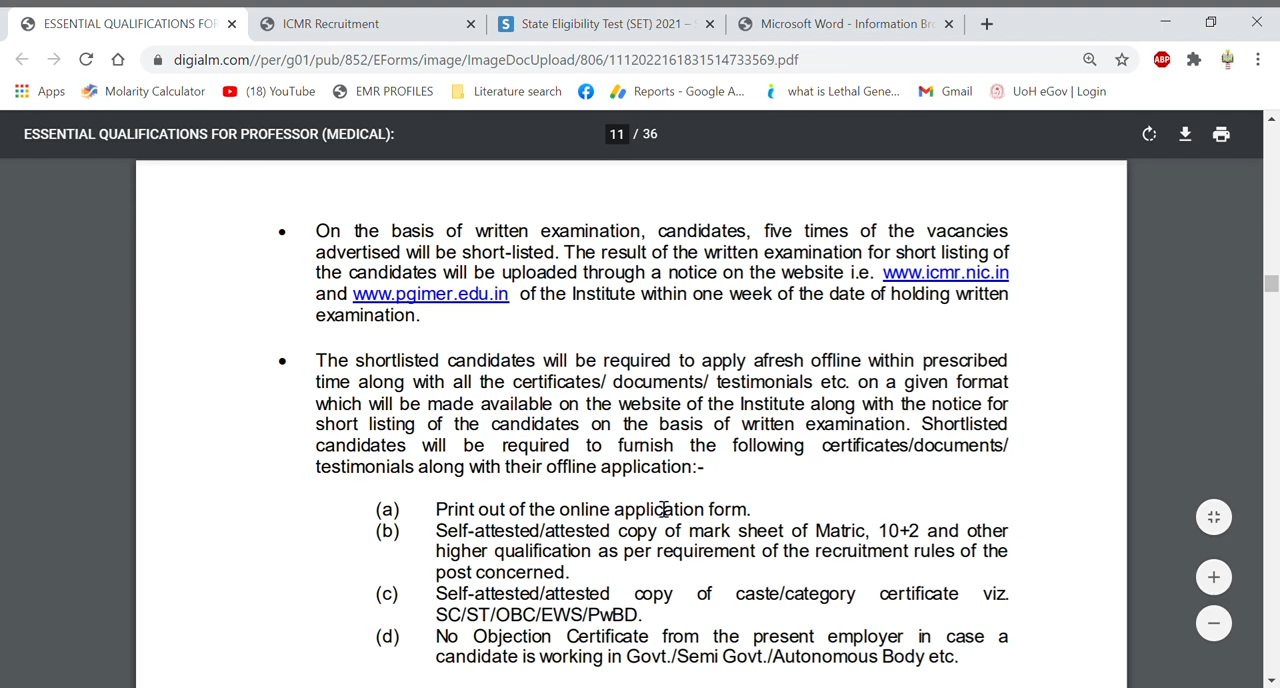 ESSENTIAL QUALIFICATIONS FOR
ICMR Recruitment
State Eligibility Test (SET) 2021 –
Microsoft Word - Information Br
digialm.com//per/g01/pub/852/EForms/image/ImageDocUpload/806/1112022161831514733569.pdf
ABP
Apps
Molarity Calculator
(18) YouTube
EMR PROFILES
Literature search
Reports - Google A...
what is Lethal Gene...
Gmail
UoH eGov | Login
ESSENTIAL QUALIFICATIONS FOR PROFESSOR (MEDICAL):
11 / 36
• On the basis of written examination, candidates, five times of the vacancies
advertised will be short-listed. The result of the written examination for short listing of
the candidates will be uploaded through a notice on the website i.e. www.icmr.nic.in
and www.pgimer.edu.in of the Institute within one week of the date of holding written
examination.
• The shortlisted candidates will be required to apply afresh offline within prescribed
time along with all the certificates/ documents/ testimonials etc. on a given format
which will be made available on the website of the Institute along with the notice for
short listing of the candidates on the basis of written examination. Shortlisted
candidates will be required to furnish the following certificates/documents/
testimonials along with their offline application:-
(a) Print out of the online application form.
(b) Self-attested/attested copy of mark sheet of Matric, 10+2 and other
higher qualification as per requirement of the recruitment rules of the
post concerned.
(c) Self-attested/attested copy of caste/category certificate viz.
SC/ST/OBC/EWS/PwBD.
(d) No Objection Certificate from the present employer in case a
candidate is working in Govt./Semi Govt./Autonomous Body etc.